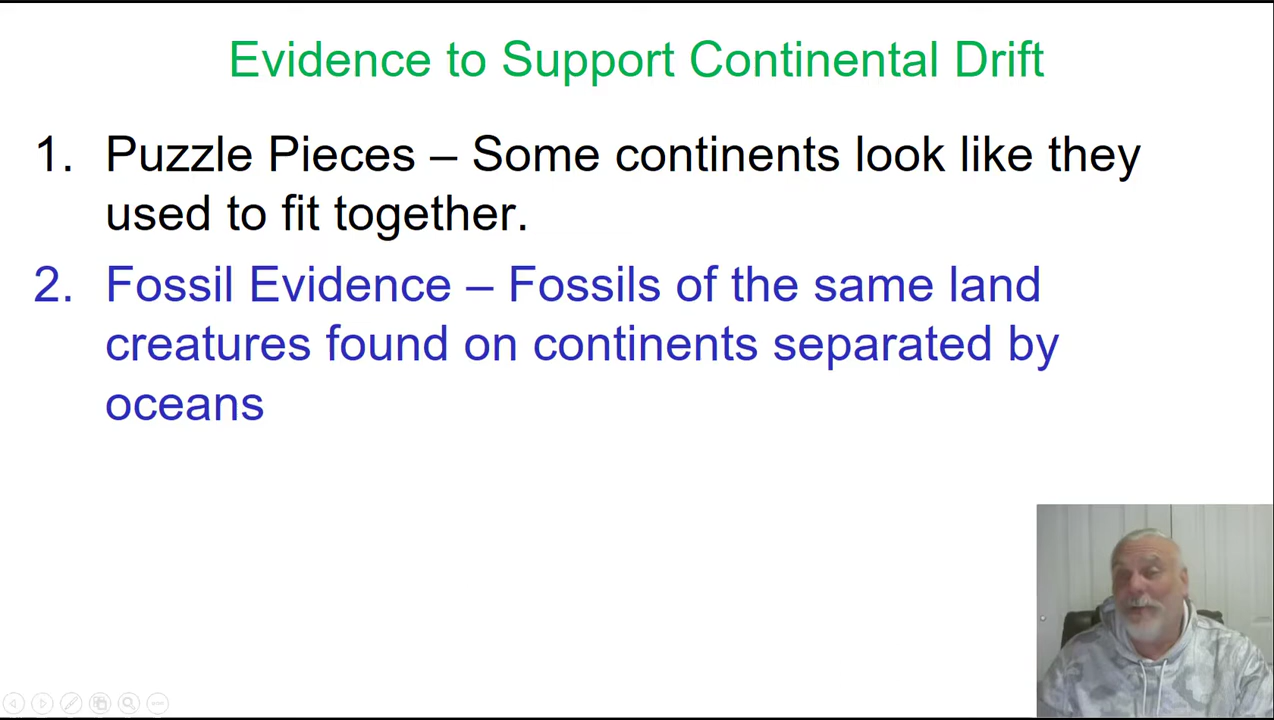 Evidence to Support Continental Drift
1. Puzzle Pieces – Some continents look like they
used to fit together.
2. Fossil Evidence – Fossils of the same land
creatures found on continents separated by
oceans